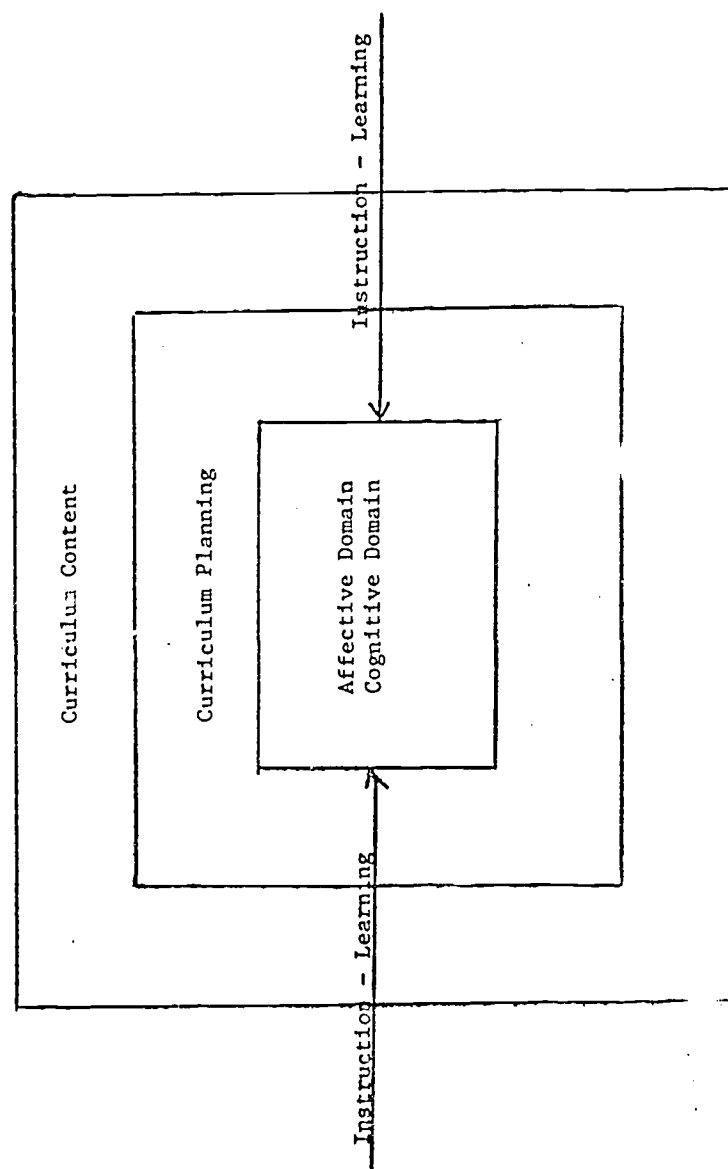 Curriculum Content
Curriculum Planning
Affective Domain
Cognitive Domain
Instruction - Learning
Instruction - Learning